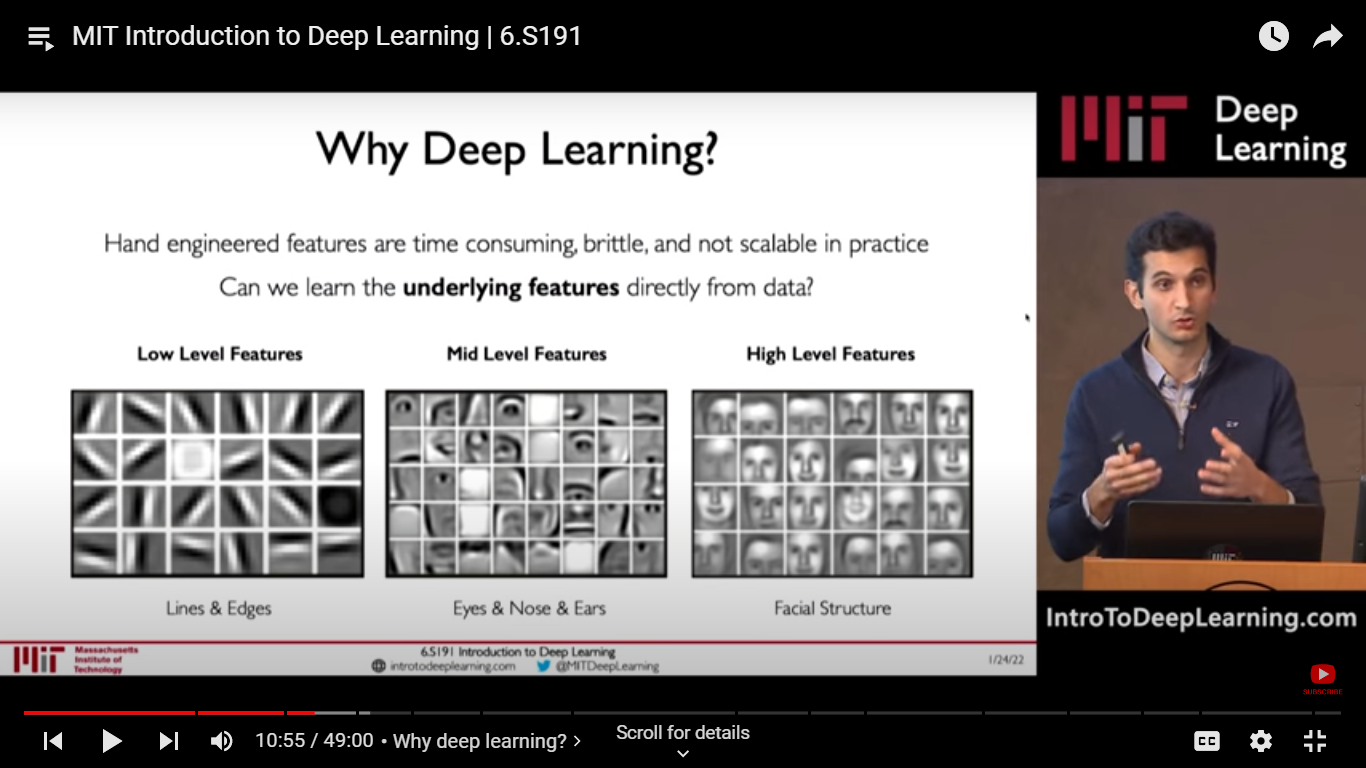 MIT Introduction to Deep Learning | 6.S191
Why Deep Learning?
Hand engineered features are time consuming, brittle, and not scalable in practice
Can we learn the underlying features directly from data?
Low Level Features
Mid Level Features
High Level Features
Lines & Edges
Eyes & Nose & Ears
Facial Structure
Massachusetts
Institute of
Technology
6.S191 Introduction to Deep Learning
introtodeeplearning.com
@MITDeepLearning
1/24/22
MIT
Deep
Learning
IntroToDeepLearning.com
SUBSCRIBE
10:55 / 49:00 • Why deep learning? >
Scroll for details
CC